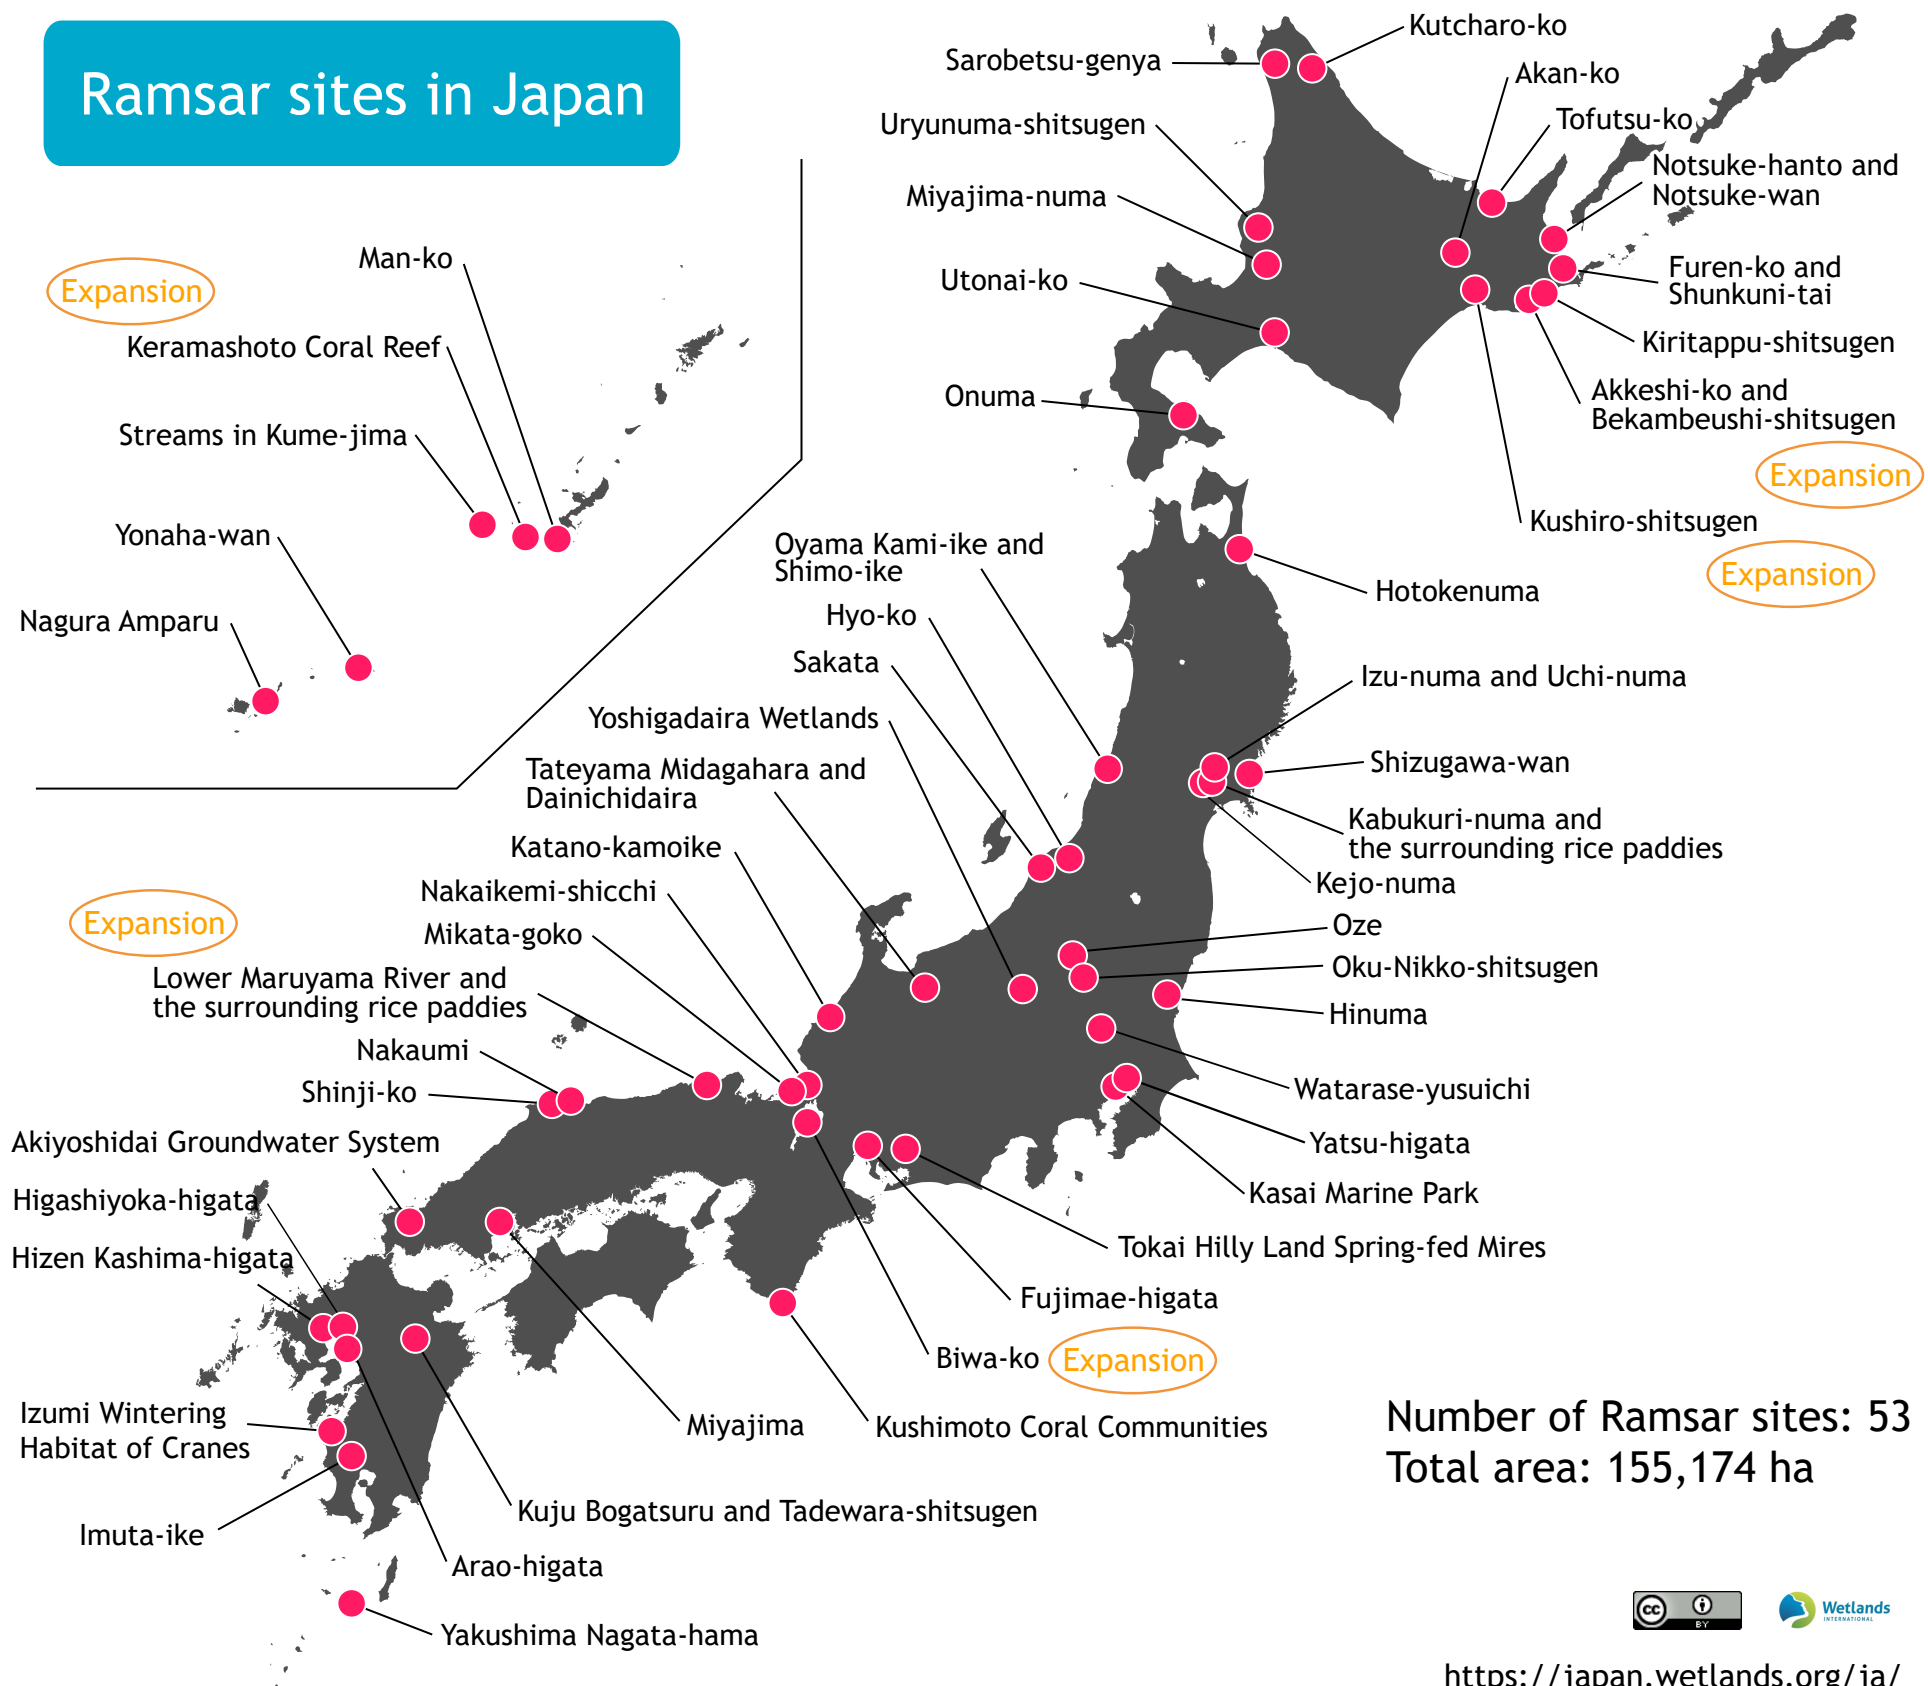 Ramsar sites in Japan
Kutcharo-ko
Sarobetsu-genya
Akan-ko
Tofutsu-ko
Uryunuma-shitsugen
Notsuke-hanto and
Notsuke-wan
Miyajima-numa
Furen-ko and
Shunkuni-tai
Utonai-ko
Kiritappu-shitsugen
Akkeshi-ko and
Bekambeushi-shitsugen
Expansion
Onuma
Kushiro-shitsugen
Expansion
Man-ko
Expansion
Keramashoto Coral Reef
Streams in Kume-jima
Yonaha-wan
Nagura Amparu
Hotokenuma
Oyama Kami-ike and
Shimo-ike
Hyo-ko
Sakata
Izu-numa and Uchi-numa
Yoshigadaira Wetlands
Shizugawa-wan
Tateyama Midagahara and
Dainichidaira
Kabukuri-numa and
the surrounding rice paddies
Katano-kamoike
Kejo-numa
Nakaikemi-shicchi
Oze
Mikata-goko
Oku-Nikko-shitsugen
Expansion
Lower Maruyama River and
the surrounding rice paddies
Hinuma
Nakaumi
Shinji-ko
Watarase-yusuichi
Akiyoshidai Groundwater System
Yatsu-higata
Higashiyoka-higata
Kasai Marine Park
Hizen Kashima-higata
Tokai Hilly Land Spring-fed Mires
Fujimae-higata
Biwa-ko
Expansion
Izumi Wintering
Habitat of Cranes
Miyajima
Kushimoto Coral Communities
Kuju Bogatsuru and Tadewara-shitsugen
Imuta-ike
Arao-higata
Yakushima Nagata-hama
Number of Ramsar sites: 53
Total area: 155,174 ha
cc
BY
Wetlands
INTERNATIONAL
https://japan.wetlands.org/ja/